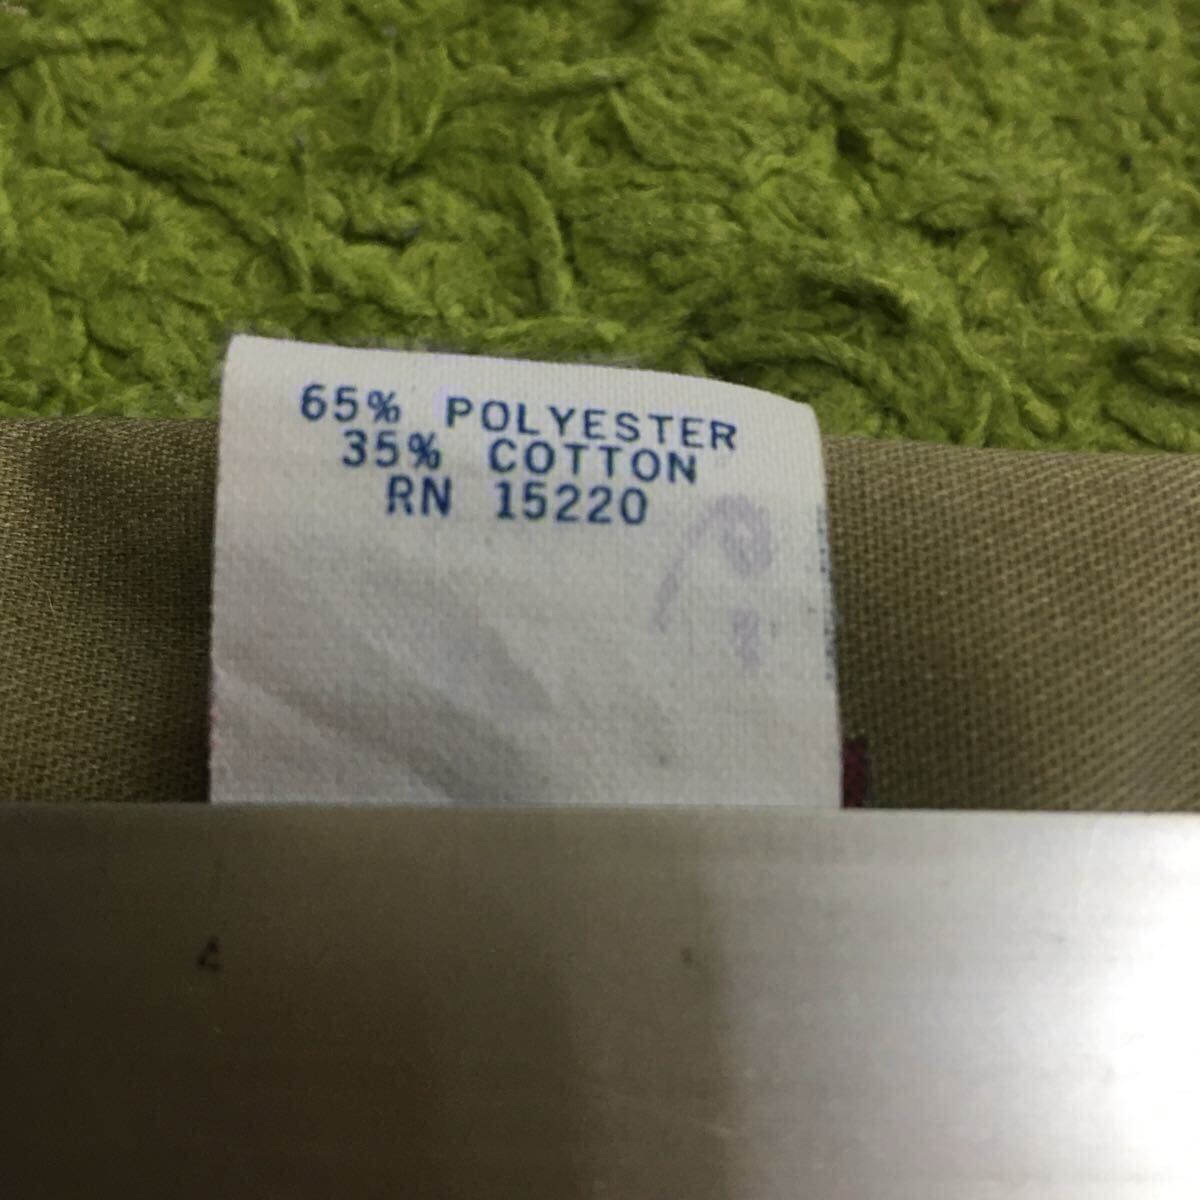 65% POLYESTER
35% COTTON
RN 15220